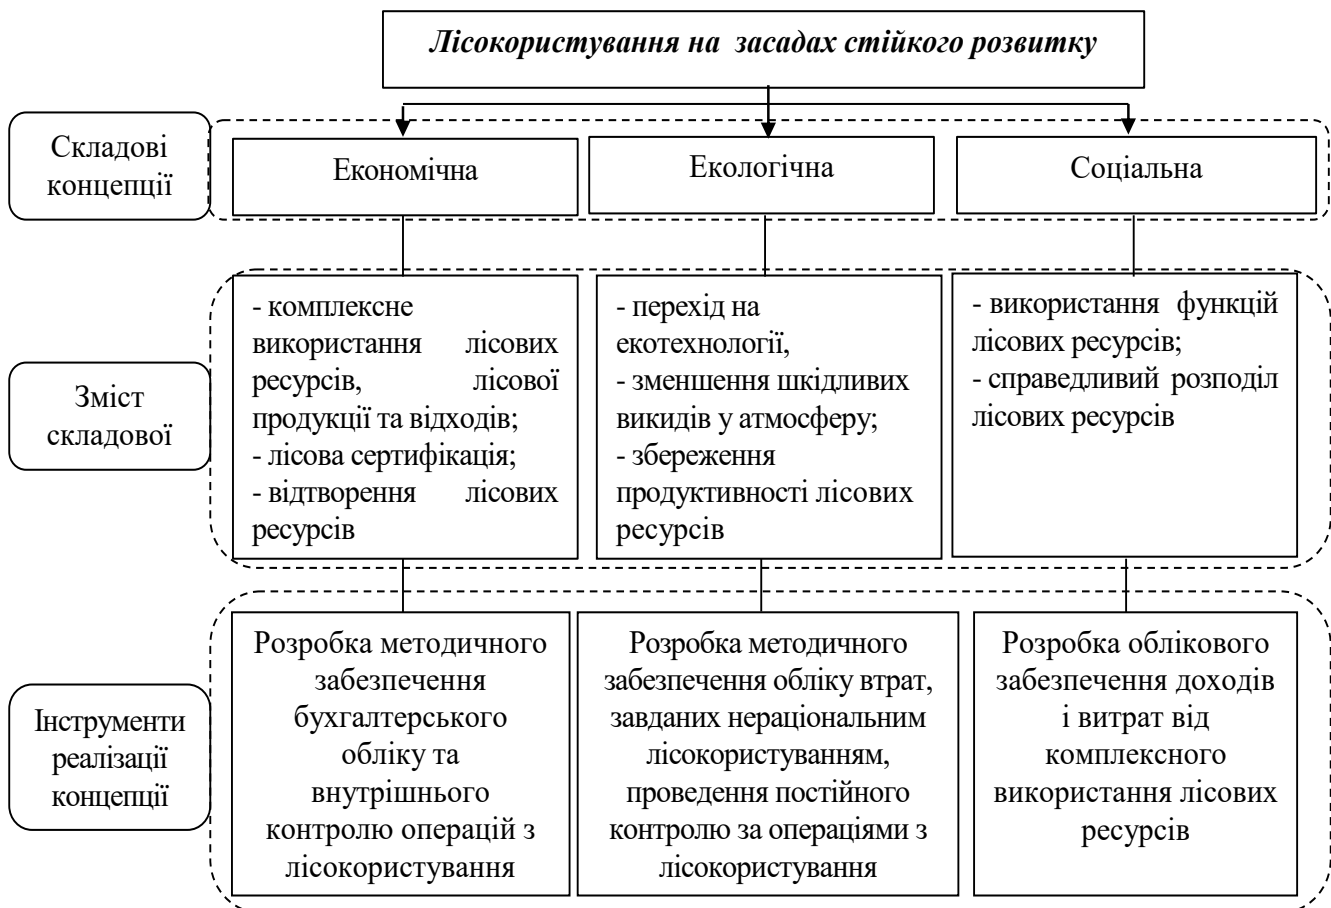 Лісокористування на засадах стійкого розвитку
Складові
концепції
Економічна
Екологічна
Соціальна
Зміст
складової
- комплексне
використання лісових
ресурсів, лісової
продукції та відходів;
- лісова сертифікація;
- відтворення лісових
ресурсів
- перехід на
екотехнології,
- зменшення шкідливих
викидів у атмосферу;
- збереження
продуктивності лісових
ресурсів
- використання функцій
лісових ресурсів;
- справедливий розподіл
лісових ресурсів
Інструменти
реалізації
концепції
Розробка методичного
забезпечення
бухгалтерського
обліку та
внутрішнього
контролю операцій з
лісокористування
Розробка методичного
забезпечення обліку втрат,
завданих нераціональним
лісокористуванням,
проведення постійного
контролю за операціями з
лісокористування
Розробка облікового
забезпечення доходів
і витрат від
комплексного
використання лісових
ресурсів